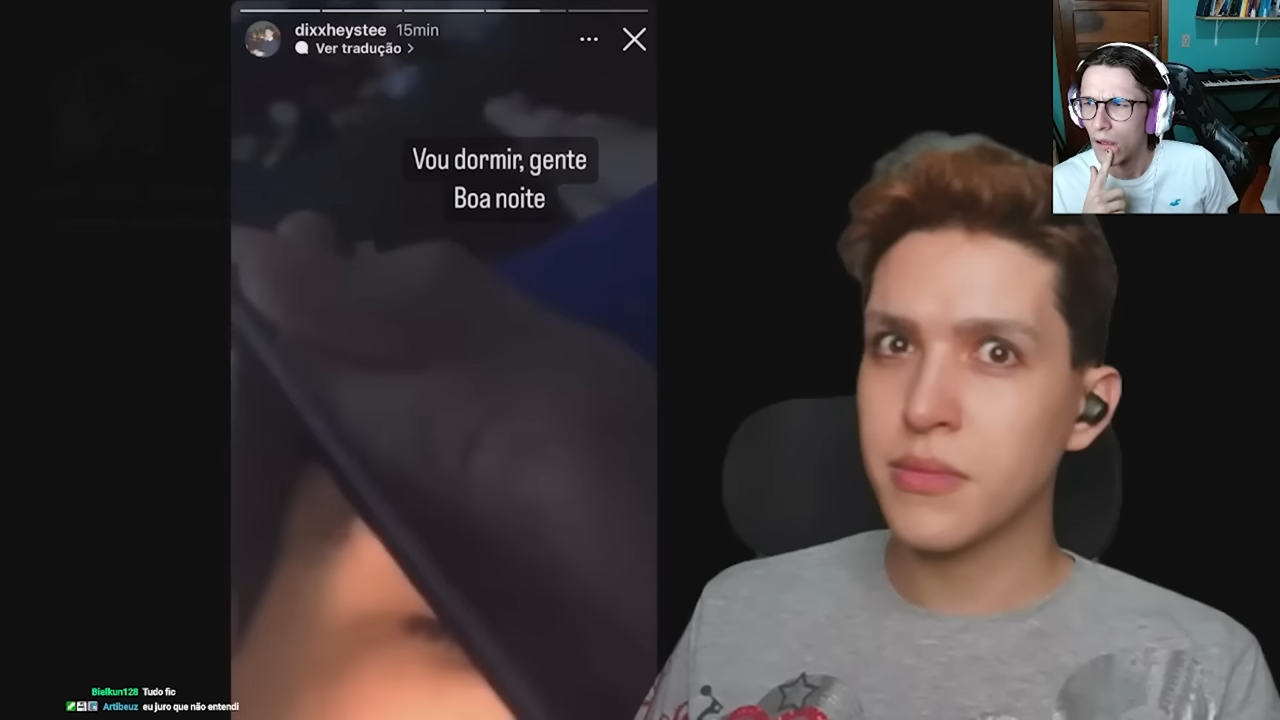 dixxheystee 15min
Ver tradução >
Vou dormir, gente
Boa noite
Bielkun128 Tudo fic
Artibeuz eu juro que não entendi